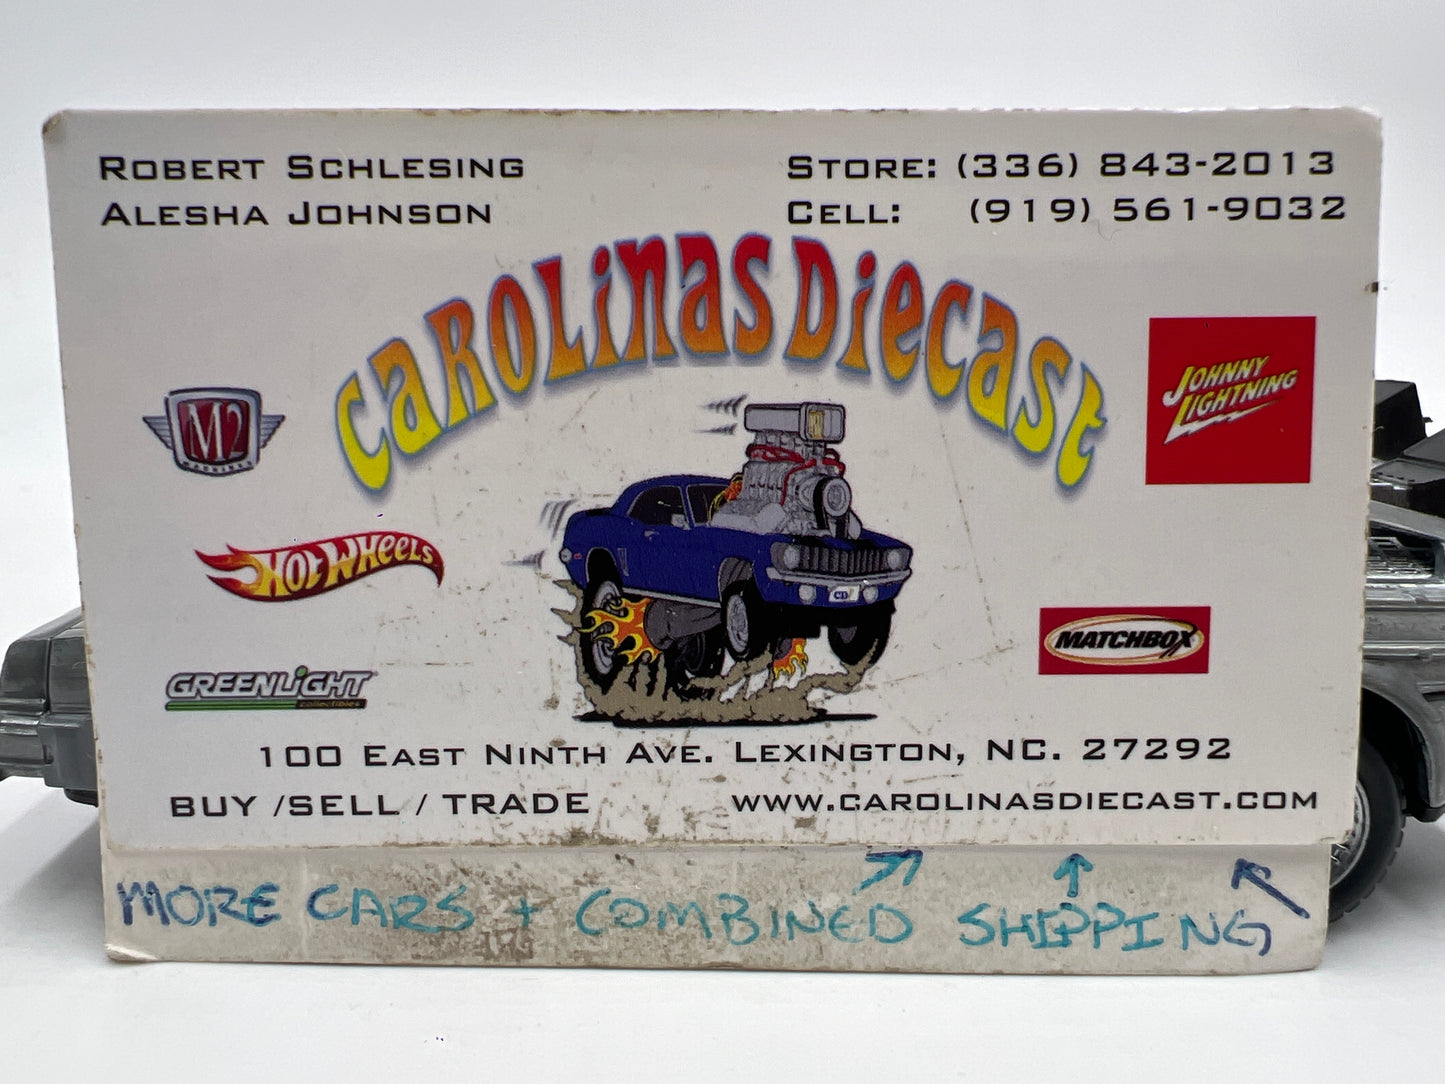 ROBERT SCHLESING
ALESHA JOHNSON
STORE: (336) 843-2013
CELL: (919) 561-9032
CAROLINAS DIECAST
M2
MACHINES
JOHNNY
LIGHTNING
HOT WHEELS
MATCHBOX
GREENLIGHT
collectibles
100 EAST NINTH AVE. LEXINGTON, NC. 27292
BUY /SELL / TRADE
WWW.CAROLINASDIECAST.COM
MORE CARS + COMBINED SHIPPING